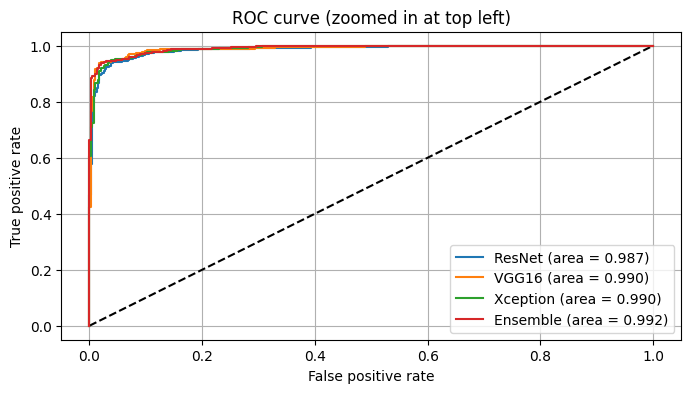 ROC curve (zoomed in at top left)
True positive rate
1.0
0.8
0.6
0.4
0.2
0.0
ResNet (area = 0.987)
VGG16 (area = 0.990)
Xception (area = 0.990)
Ensemble (area = 0.992)
0.0 0.2 0.4 0.6 0.8 1.0
False positive rate